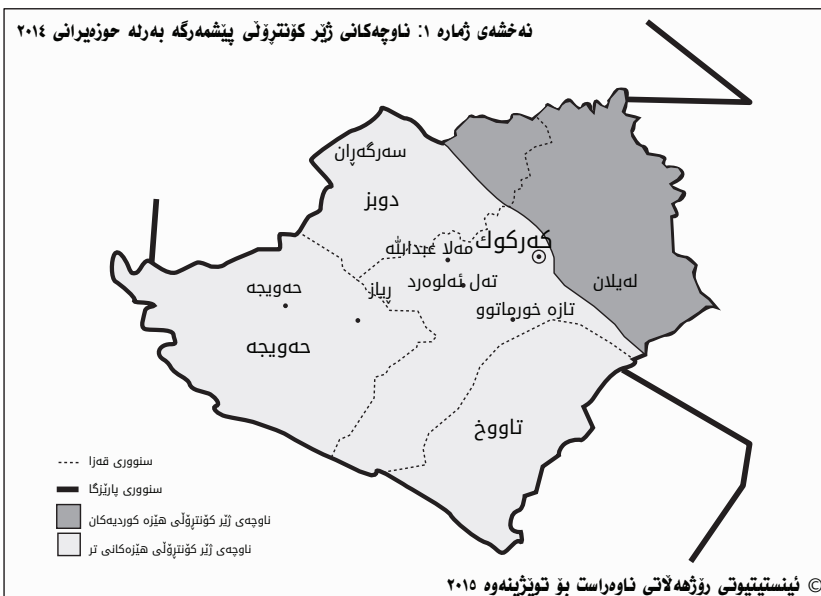 نەخشەی ژمارە ١: ناوچەکانی ژێر کۆنترۆڵی پێشمەرگە بەرلە حوزەیرانی ٢٠١٤
سەرگەڕان
دوبز
کەرکوك
مەلا عبداللە
لەیلان
تەل ئەلوەرد
ڕیاز
حەویجە
تازە خورماتوو
حەویجە
تاووخ
سنووری قەزا
سنووری پارێزگا
ناوچەی ژێر کۆنترۆڵی هێزە کوردیەکان
ناوچەی ژێر کۆنترۆڵی هێزەکانی تر
© ئینستیتیوتی رۆژهەڵاتی ناوەراست بۆ توێژینەوە ٢٠١٥